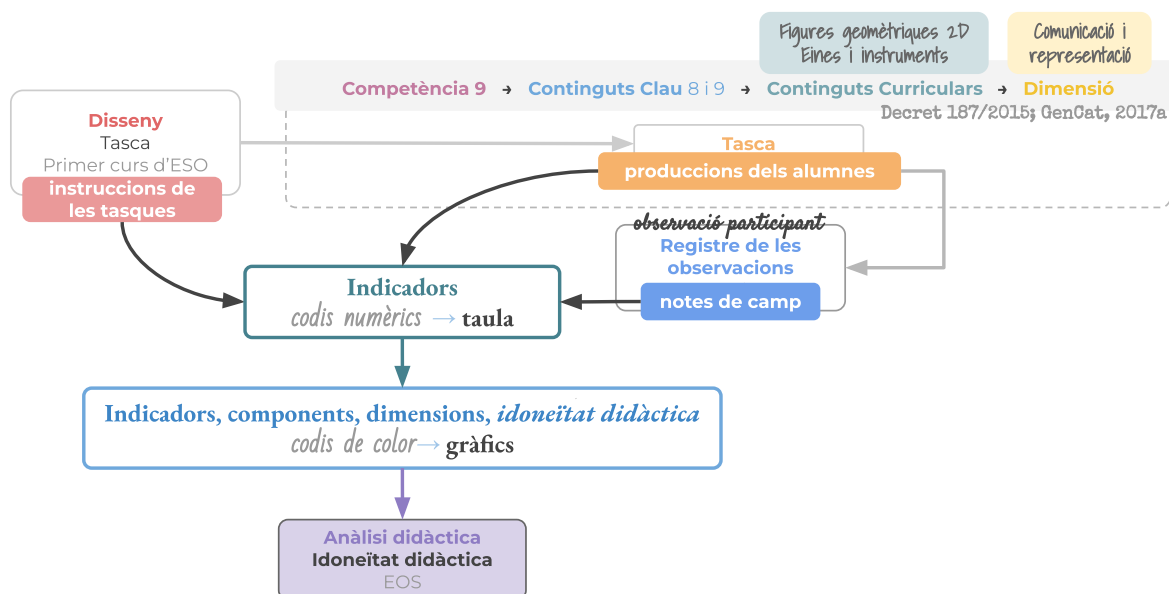 Figures geomètriques 2D
Eines i instruments
Comunicació i
representació
Competència 9 → Continguts Clau 8 i 9 → Continguts Curriculars → Dimensió
Decret 187/2015; GenCat, 2017a
Disseny
Tasca
Primer curs d'ESO
instruccions de
les tasques
Tasca
produccions dels alumnes
observació participant
Registre de les
observacions
notes de camp
Indicadors
codis numèrics → taula
Indicadors, components, dimensions, idoneïtat didàctica
codis de color → gràfics
Anàlisi didàctica
Idoneïtat didàctica
EOS